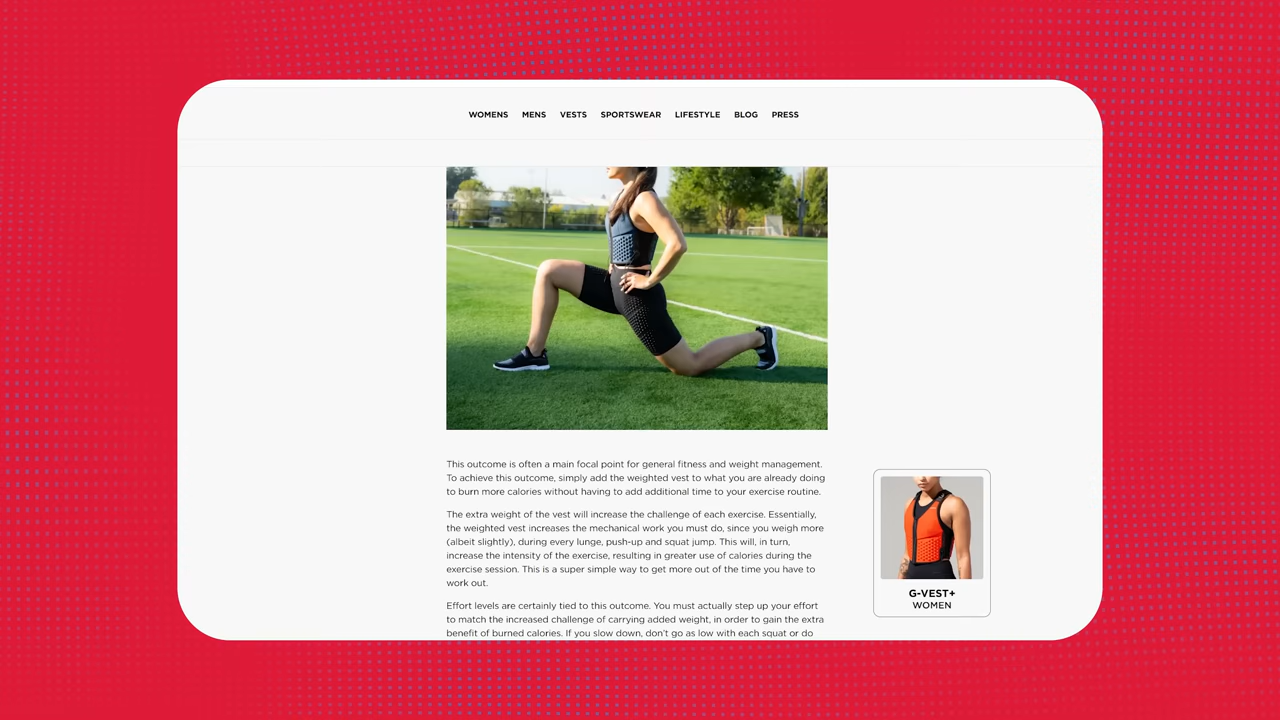 WOMENS MENS VESTS SPORTSWEAR LIFESTYLE BLOG PRESS
This outcome is often a main focal point for general fitness and weight management.
To achieve this outcome, simply add the weighted vest to what you are already doing
to burn more calories without having to add additional time to your exercise routine.
The extra weight of the vest will increase the challenge of each exercise. Essentially,
the weighted vest increases the mechanical work you must do, since you weigh more
(albeit slightly), during every lunge, push-up and squat jump. This will, in turn,
increase the intensity of the exercise, resulting in greater use of calories during the
exercise session. This is a super simple way to get more out of the time you have to
work out.
Effort levels are certainly tied to this outcome. You must actually step up your effort
to match the increased challenge of carrying added weight, in order to gain the extra
benefit of burned calories. If you slow down, don't go as low with each squat or do
G-VEST+
WOMEN